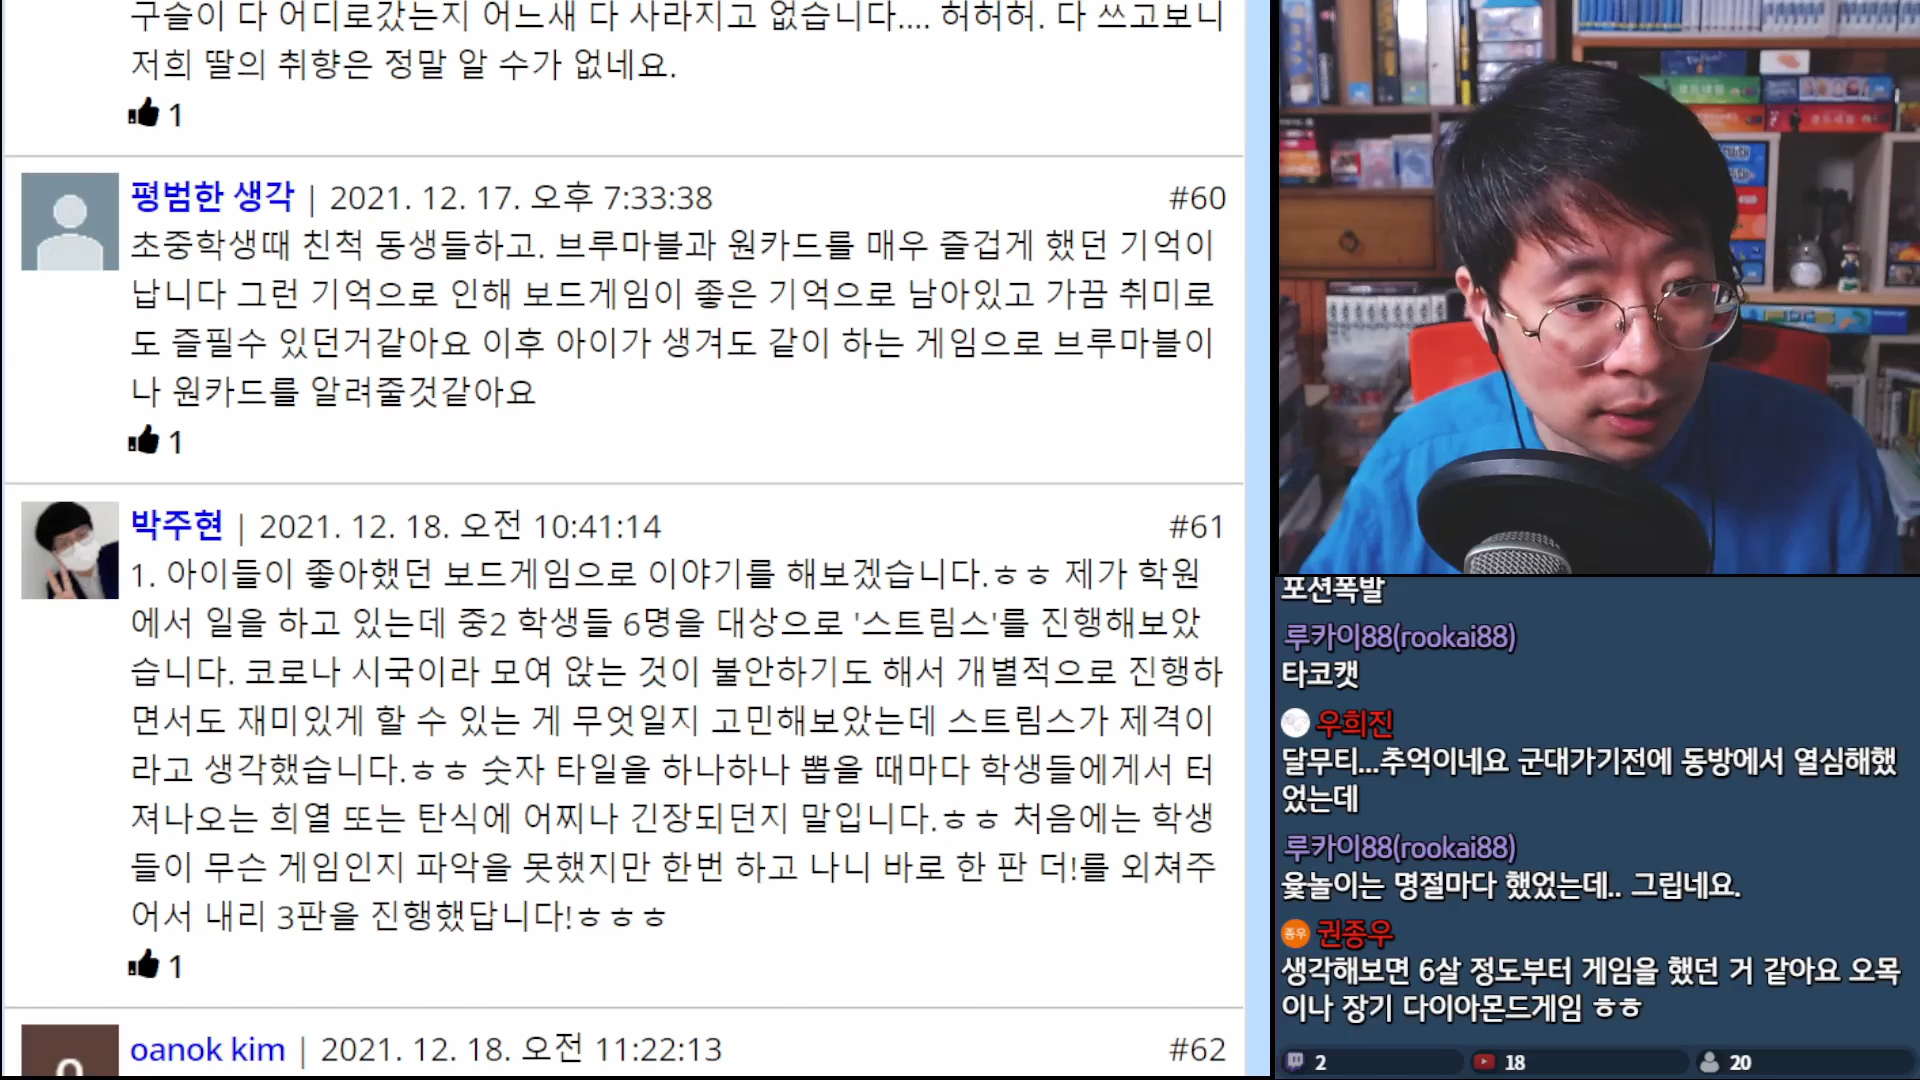 구슬이 다 어디로갔는지 어느새 다 사라지고 없습니다.... 허허허. 다 쓰고보니
저희 딸의 취향은 정말 알 수가 없네요.
1
평범한 생각 | 2021. 12. 17. 오후 7:33:38 #60
초중학생때 친척 동생들하고. 브루마블과 원카드를 매우 즐겁게 했던 기억이
납니다 그런 기억으로 인해 보드게임이 좋은 기억으로 남아있고 가끔 취미로
도 즐필수 있던거같아요 이후 아이가 생겨도 같이 하는 게임으로 브루마블이
나 원카드를 알려줄것같아요
1
박주현 | 2021. 12. 18. 오전 10:41:14 #61
1. 아이들이 좋아했던 보드게임으로 이야기를 해보겠습니다.ㅎㅎ 제가 학원
에서 일을 하고 있는데 중2 학생들 6명을 대상으로 '스트림스'를 진행해보았
습니다. 코로나 시국이라 모여 앉는 것이 불안하기도 해서 개별적으로 진행하
면서도 재미있게 할 수 있는 게 무엇일지 고민해보았는데 스트림스가 제격이
라고 생각했습니다.ㅎㅎ 숫자 타일을 하나하나 뽑을 때마다 학생들에게서 터
져나오는 희열 또는 탄식에 어찌나 긴장되던지 말입니다.ㅎㅎ 처음에는 학생
들이 무슨 게임인지 파악을 못했지만 한번 하고 나니 바로 한 판 더!를 외쳐주
어서 내리 3판을 진행했답니다!ㅎㅎㅎ
1
oanok kim | 2021. 12. 18. 오전 11:22:13 #62
포션폭발
루카이88(rookai88)
타코캣
우희진
달무티...추억이네요 군대가기전에 동방에서 열심해했
었는데
루카이88(rookai88)
윷놀이는 명절마다 했었는데.. 그립네요.
종우 권종우
생각해보면 6살 정도부터 게임을 했던 거 같아요 오목
이나 장기 다이아몬드게임 ㅎㅎ
2 18 20